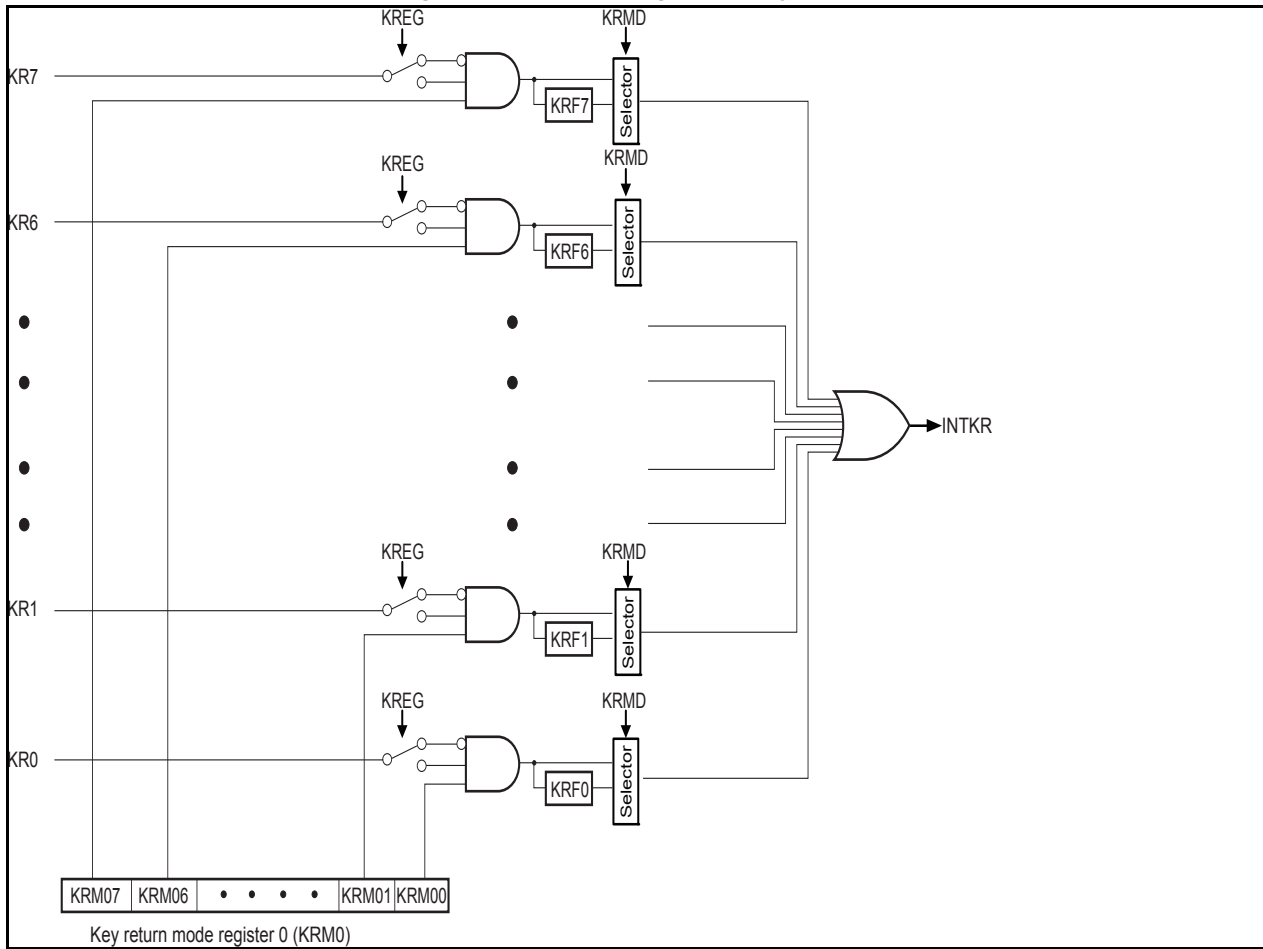 KREG KRMD
KR7
KRF7
Selector
KREG KRMD
KR6
KRF6
Selector
INTKR
KREG KRMD
KR1
KRF1
Selector
KREG KRMD
KR0
KRF0
Selector
KRM07 KRM06 KRM01 KRM00
Key return mode register 0 (KRM0)